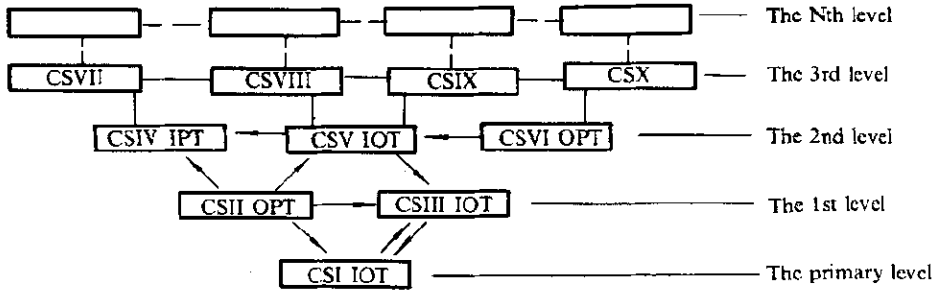 The Nth level
CSVII CSVIII CSIX CSX The 3rd level
CSIV IPT CSV IOT CSVI OPT The 2nd level
CSII OPT CSIII IOT The 1st level
CSI IOT The primary level